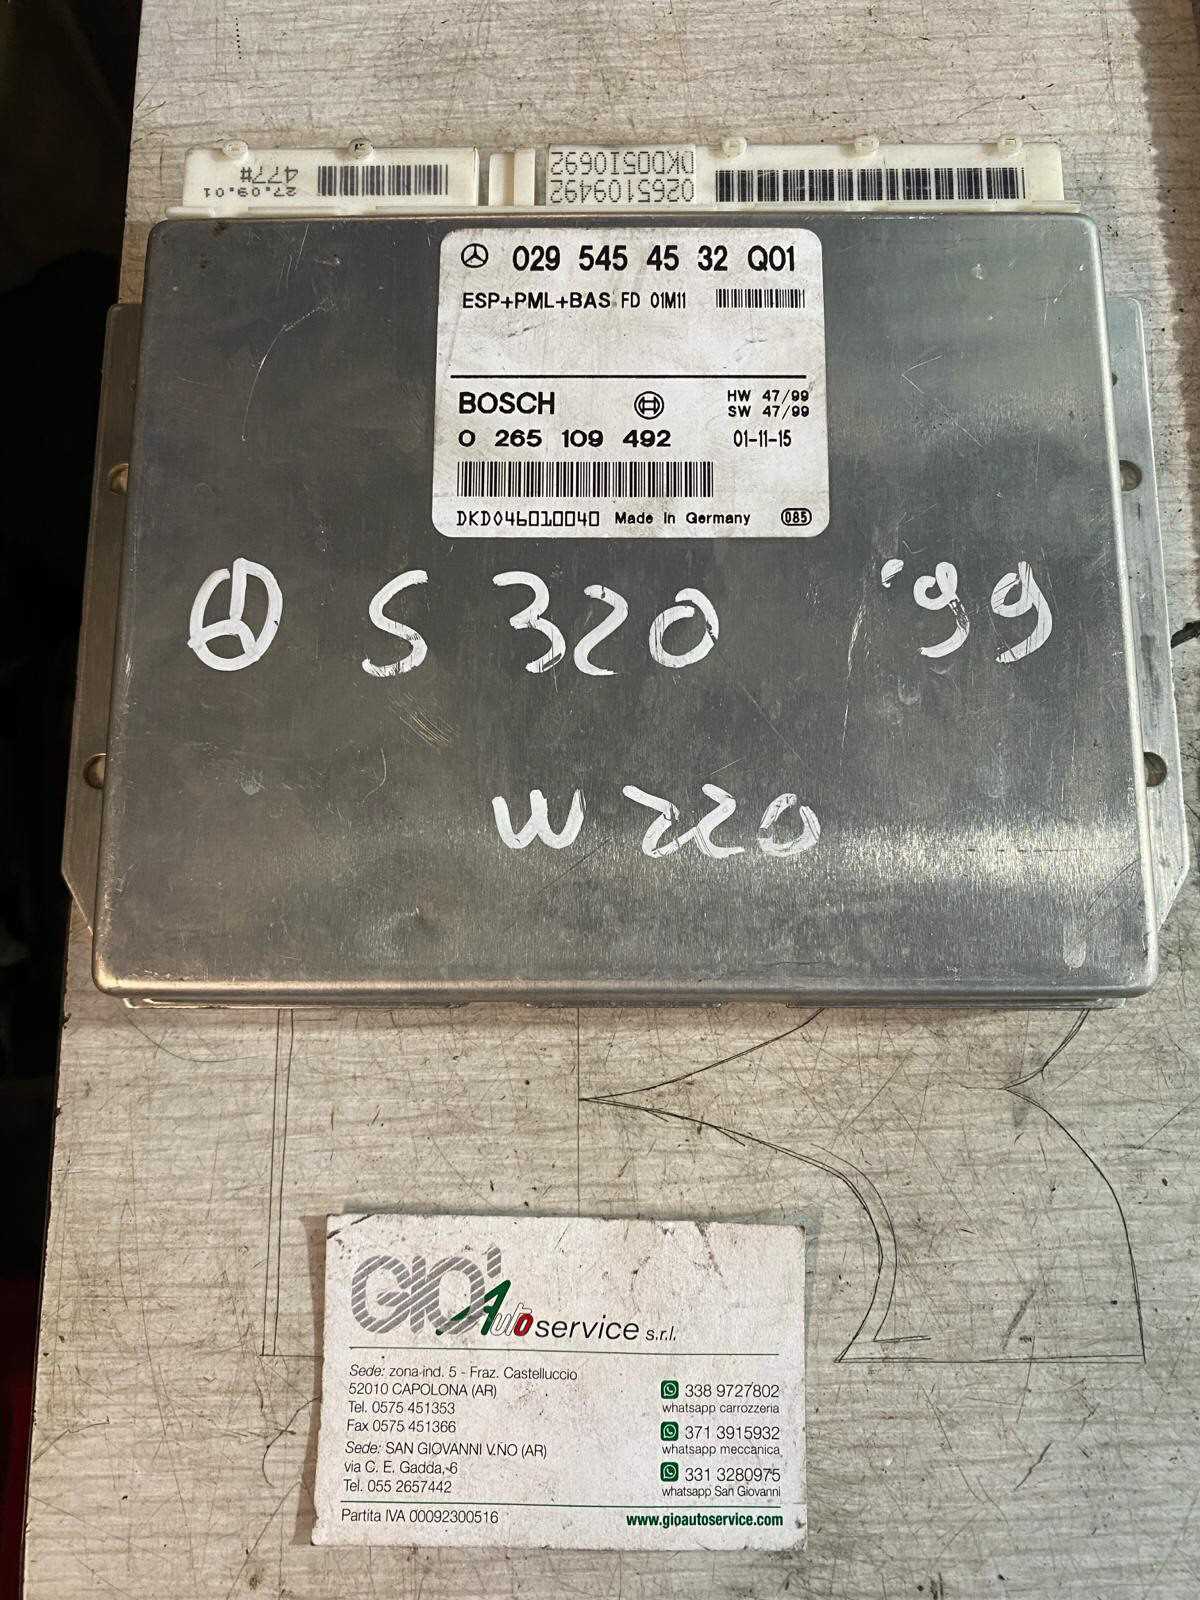 27.09.01
477#
0265109492
DKD0510692
029 545 45 32 Q01
ESP+PML+BAS FD 01M11
BOSCH
HW 47/99
SW 47/99
0 265 109 492
01-11-15
DKD046010040 Made in Germany 085
S 320 '99
W 220
GIO' Auto service s.r.l.
Sede: zona ind. 5 - Fraz. Castelluccio
52010 CAPOLONA (AR)
Tel. 0575 451353
Fax 0575 451366
Sede: SAN GIOVANNI V.NO (AR)
via C. E. Gadda, 6
Tel. 055 2657442
338 9727802
whatsapp carrozzeria
371 3915932
whatsapp meccanica
331 3280975
whatsapp San Giovanni
Partita IVA 00092300516
www.gioautoservice.com